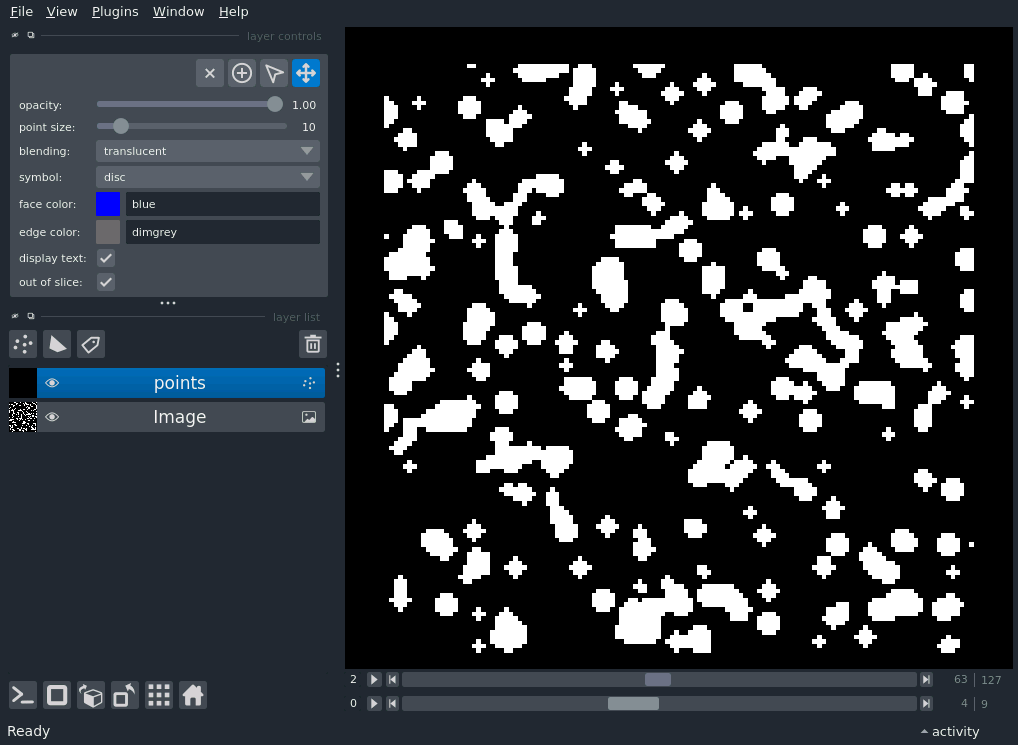 File View Plugins Window Help
layer controls
opacity: 1.00
point size: 10
blending: translucent
symbol: disc
face color: blue
edge color: dimgrey
display text:
out of slice:
layer list
points
Image
2 63 127
0 4 9
Ready activity